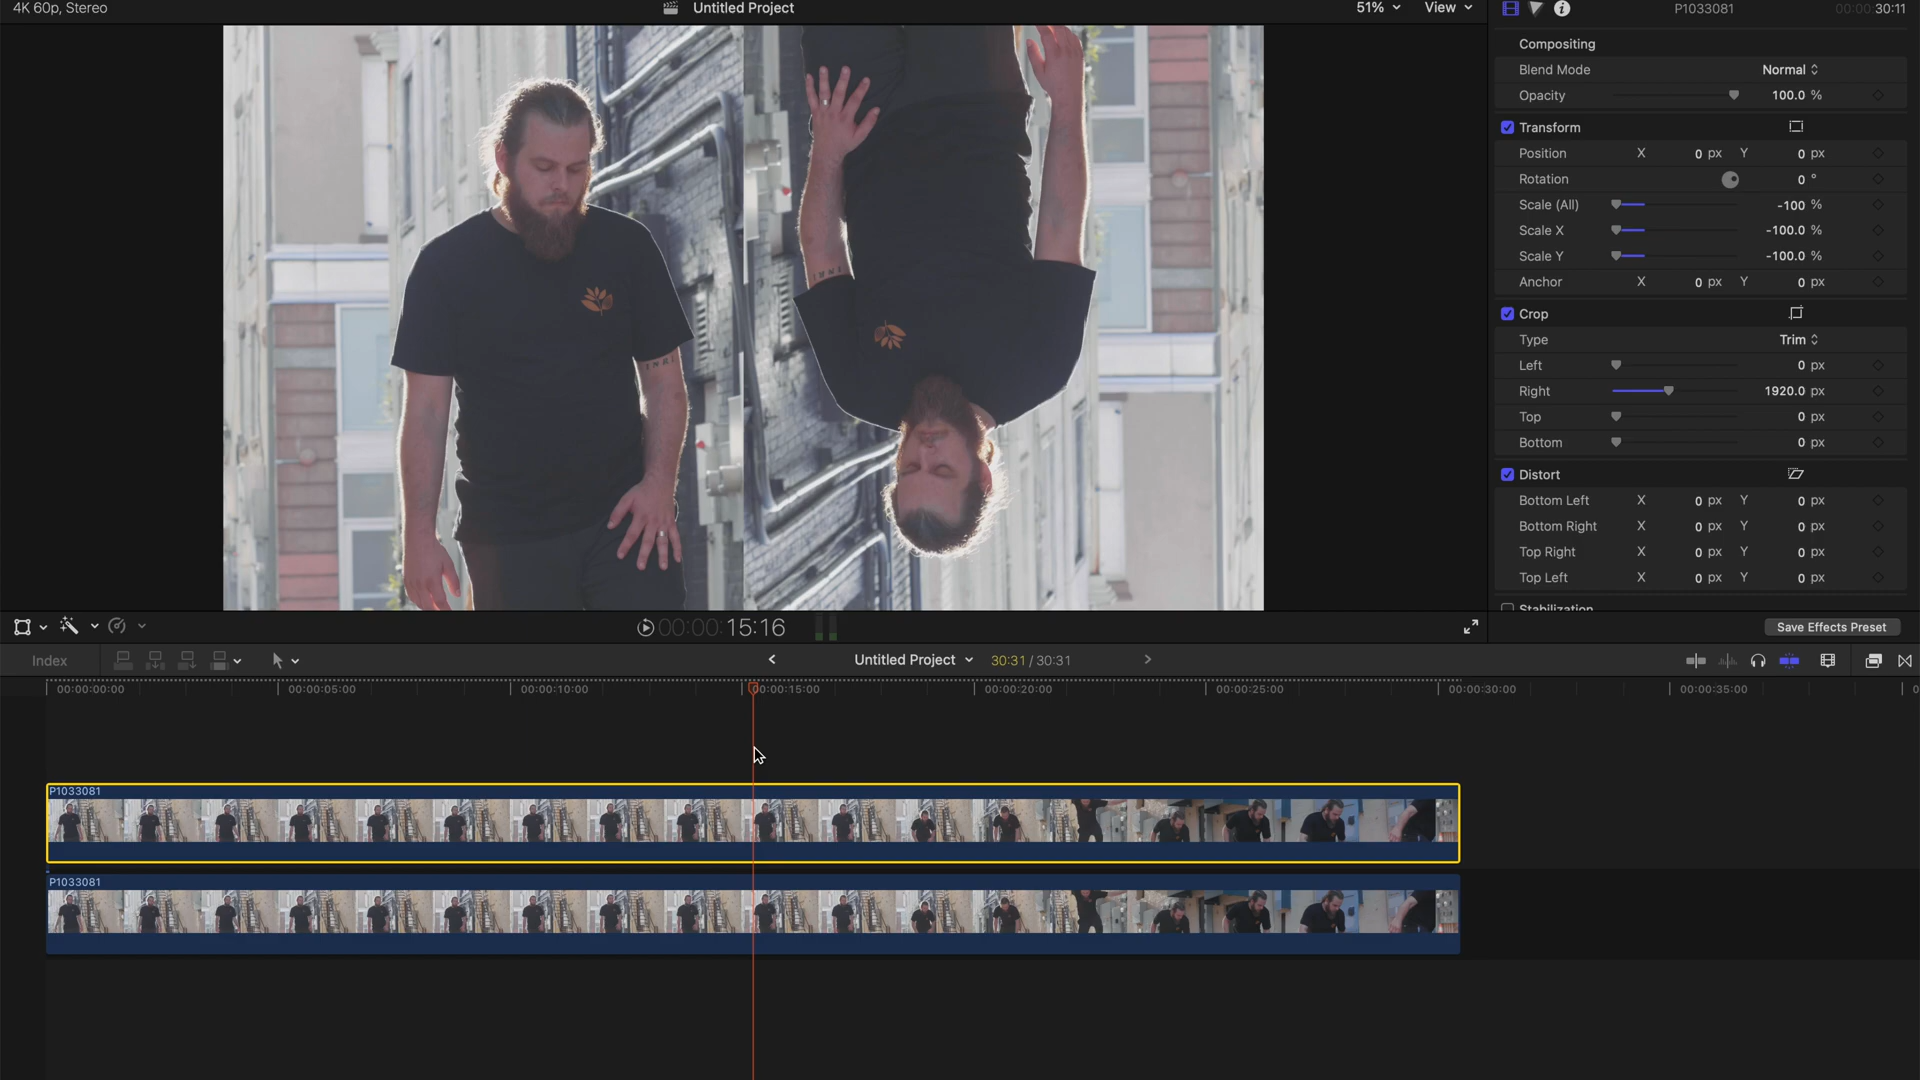 4K 60p, Stereo
Untitled Project
51%
View
P1033081
00:00:30:11
Compositing
Blend Mode
Normal
Opacity
100.0 %
Transform
Position X 0 px Y 0 px
Rotation 0 °
Scale (All) -100 %
Scale X -100.0 %
Scale Y -100.0 %
Anchor X 0 px Y 0 px
Crop
Type Trim
Left 0 px
Right 1920.0 px
Top 0 px
Bottom 0 px
Distort
Bottom Left X 0 px Y 0 px
Bottom Right X 0 px Y 0 px
Top Right X 0 px Y 0 px
Top Left X 0 px Y 0 px
Stabilization
00:00:15:16
Save Effects Preset
Index
Untitled Project
30:31 / 30:31
00:00:00:00
00:00:05:00
00:00:10:00
00:00:15:00
00:00:20:00
00:00:25:00
00:00:30:00
00:00:35:00
P1033081
P1033081